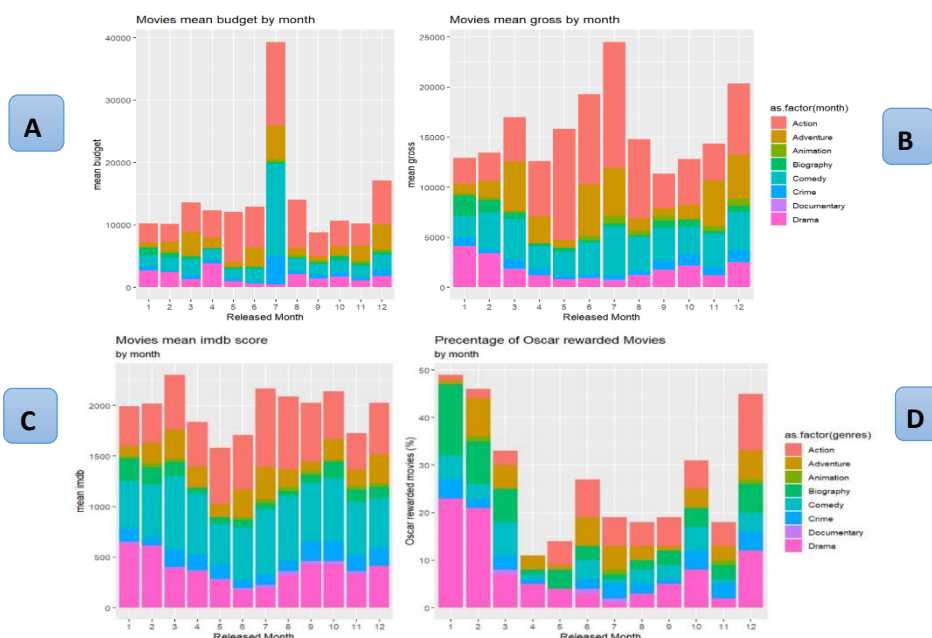 Movies mean budget by month
40000
30000
20000
10000
0
mean budget
1 2 3 4 5 6 7 8 9 10 11 12
Released Month
A
Movies mean gross by month
25000
20000
15000
10000
5000
0
mean gross
1 2 3 4 5 6 7 8 9 10 11 12
Released Month
as.factor(month)
Action
Adventure
Animation
Biography
Comedy
Crime
Documentary
Drama
B
Movies mean imdb score
by month
2000
1500
1000
500
0
mean imdb
1 2 3 4 5 6 7 8 9 10 11 12
Released Month
C
Precentage of Oscar rewarded Movies
by month
50
40
30
20
10
0
Oscar rewarded movies (%)
1 2 3 4 5 6 7 8 9 10 11 12
Released Month
as.factor(genres)
Action
Adventure
Animation
Biography
Comedy
Crime
Documentary
Drama
D